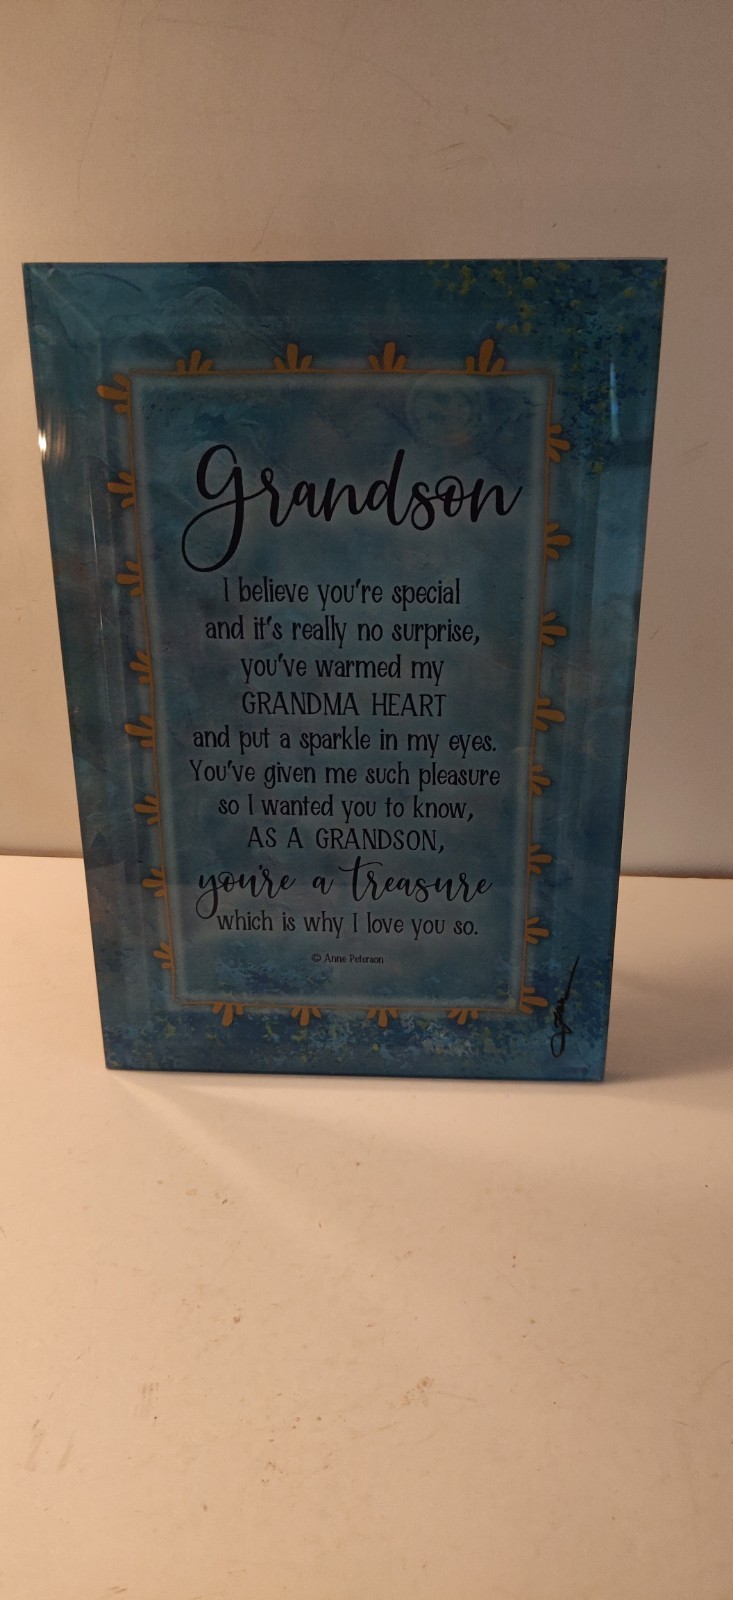 Grandson
I believe you're special
and it's really no surprise,
you've warmed my
GRANDMA HEART
and put a sparkle in my eyes.
You've given me such pleasure
so I wanted you to know,
AS A GRANDSON,
you're a treasure
which is why I love you so.
© Anne Peterson